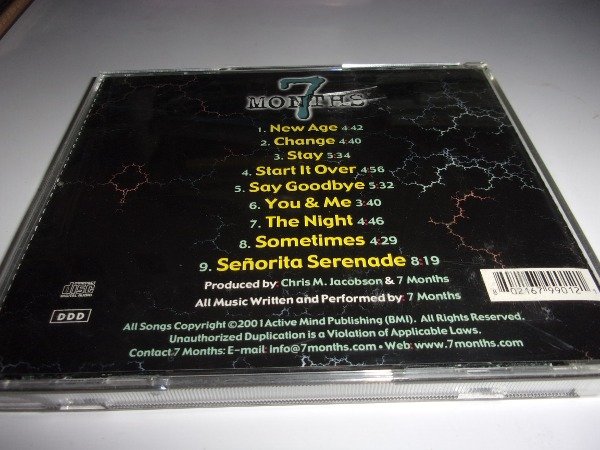 7
MONTHS
1. New Age 4:42
2. Change 4:40
3. Stay 5:34
4. Start It Over 4:56
5. Say Goodbye 5:32
6. You & Me 3:40
7. The Night 4:46
8. Sometimes 4:29
9. Señorita Serenade 8:19
Produced by: Chris M. Jacobson & 7 Months
All Music Written and Performed by: 7 Months
DDD
All Songs Copyright ©2001 Active Mind Publishing (BMI). All Rights Reserved.
Unauthorized Duplication is a Violation of Applicable Laws.
Contact 7 Months: E-mail: info@7months.com • Web: www.7months.com